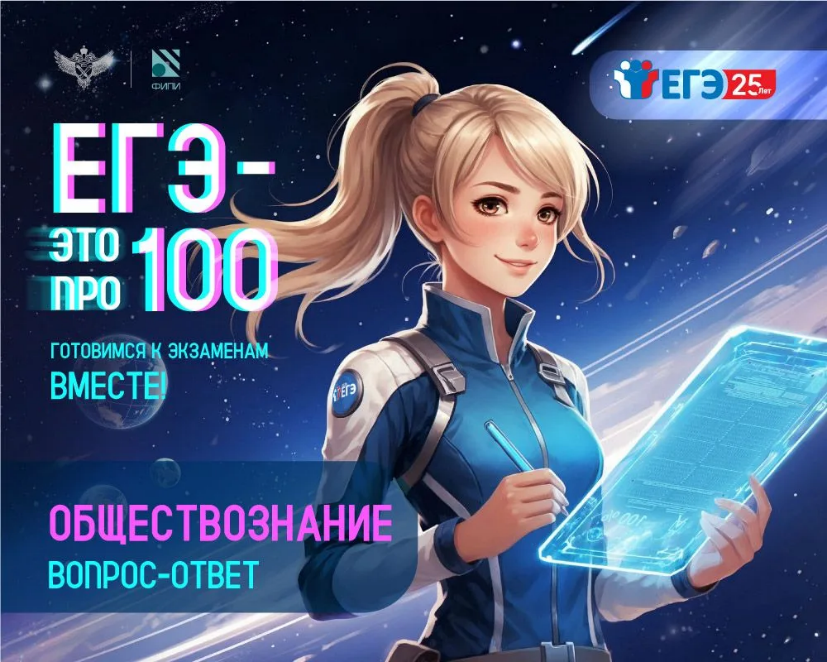 ФИПИ
ЕГЭ 25 лет
ЕГЭ-
ЭТО
ПРО 100
ГОТОВИМСЯ К ЭКЗАМЕНАМ
ВМЕСТЕ!
ЕГЭ
ОБЩЕСТВОЗНАНИЕ
ВОПРОС-ОТВЕТ